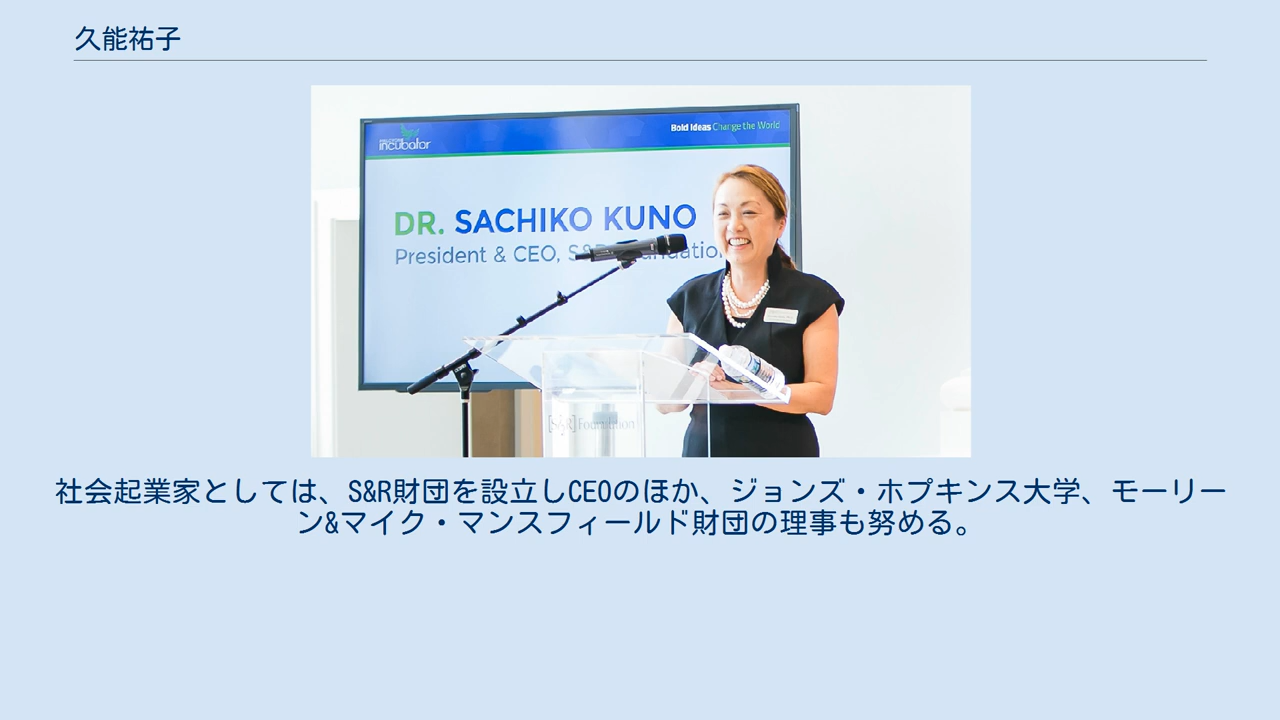 久能祐子
incubator
Bold Ideas Change the World
DR. SACHIKO KUNO
President & CEO, S&R Foundation
[S&R] Foundation
社会起業家としては、S&R財団を設立しCEOのほか、ジョンズ・ホプキンス大学、モーリー
ン&マイク・マンスフィールド財団の理事も努める。